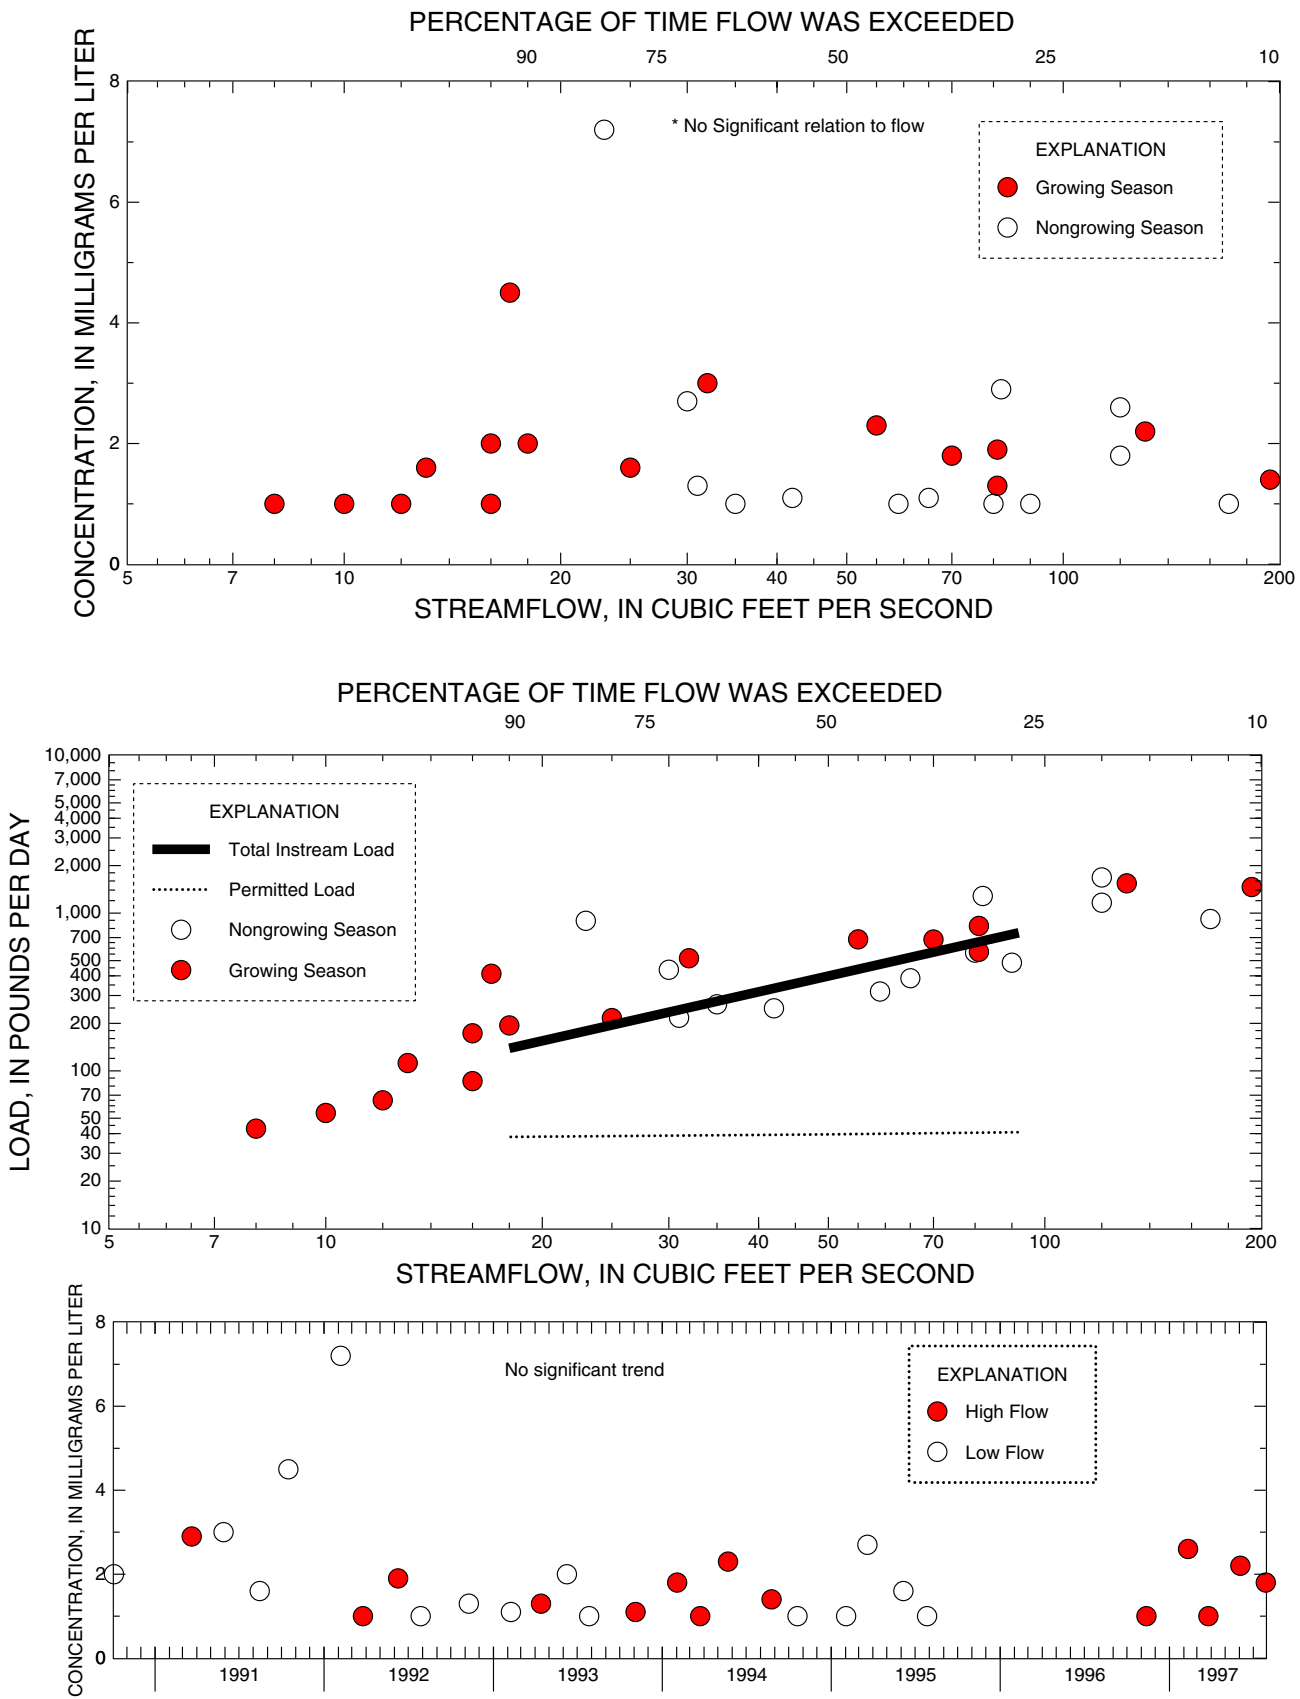 PERCENTAGE OF TIME FLOW WAS EXCEEDED
90 75 50 25 10
CONCENTRATION, IN MILLIGRAMS PER LITER
8
6
4
2
0
* No Significant relation to flow
EXPLANATION
Growing Season
Nongrowing Season
5 7 10 20 30 40 50 70 100 200
STREAMFLOW, IN CUBIC FEET PER SECOND
PERCENTAGE OF TIME FLOW WAS EXCEEDED
90 75 50 25 10
LOAD, IN POUNDS PER DAY
10,000
7,000
5,000
4,000
3,000
2,000
1,000
700
500
400
300
200
100
70
50
40
30
20
10
EXPLANATION
Total Instream Load
Permitted Load
Nongrowing Season
Growing Season
5 7 10 20 30 40 50 70 100 200
STREAMFLOW, IN CUBIC FEET PER SECOND
CONCENTRATION, IN MILLIGRAMS PER LITER
8
6
4
2
0
No significant trend
EXPLANATION
High Flow
Low Flow
1991 1992 1993 1994 1995 1996 1997